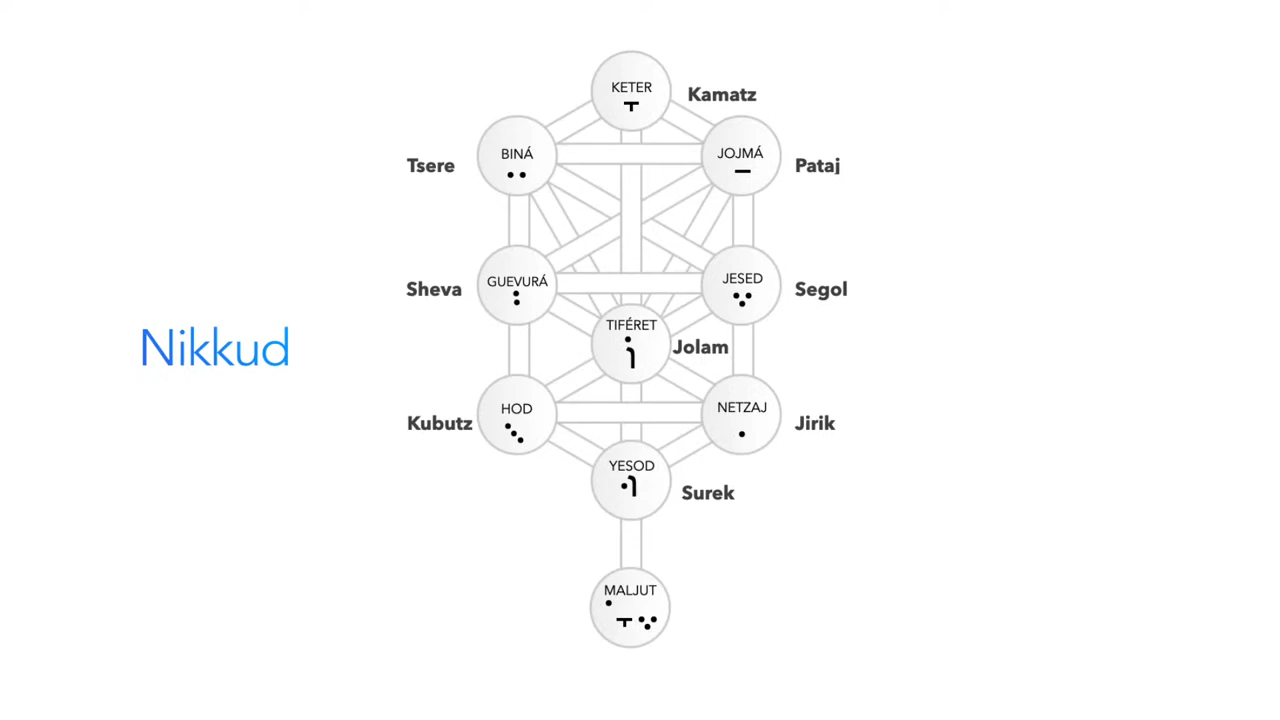 KETER
ָ
Kamatz
Tsere
BINÁ
ֵ
JOJMÁ
ַ
Pataj
Sheva
GUEVURÁ
ְ
JESED
ֶ
Segol
TIFÉRET
וֹ
Jolam
Nikkud
Kubutz
HOD
ֻ
NETZAJ
ִ
Jirik
YESOD
וּ
Surek
MALJUT
ֹ ָ ֶ